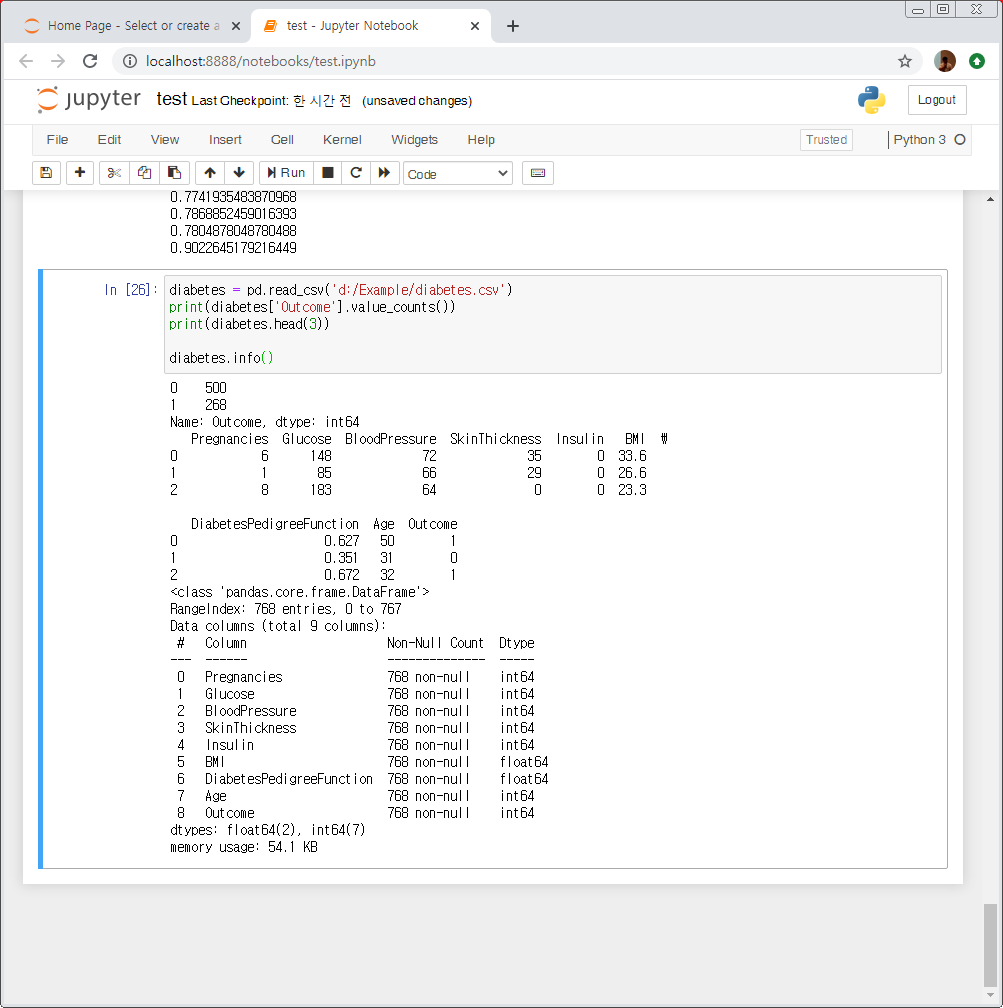 Home Page - Select or create a
test - Jupyter Notebook
localhost:8888/notebooks/test.ipynb
jupyter test Last Checkpoint: 한 시간 전 (unsaved changes)
Logout
File Edit View Insert Cell Kernel Widgets Help
Trusted
Python 3
Run
Code
0.7741935483870968
0.7868852459016393
0.7804878048780488
0.9022645179216449
In [26]: diabetes = pd.read_csv('d:/Example/diabetes.csv')
print(diabetes['Outcome'].value_counts())
print(diabetes.head(3))
diabetes.info()
0    500
1    268
Name: Outcome, dtype: int64
   Pregnancies  Glucose  BloodPressure  SkinThickness  Insulin   BMI  ₩
0            6      148             72             35        0  33.6
1            1       85             66             29        0  26.6
2            8      183             64              0        0  23.3
   DiabetesPedigreeFunction  Age  Outcome
0                     0.627   50        1
1                     0.351   31        0
2                     0.672   32        1
<class 'pandas.core.frame.DataFrame'>
RangeIndex: 768 entries, 0 to 767
Data columns (total 9 columns):
 #   Column                    Non-Null Count  Dtype
---  ------                    --------------  -----
 0   Pregnancies               768 non-null    int64
 1   Glucose                   768 non-null    int64
 2   BloodPressure             768 non-null    int64
 3   SkinThickness             768 non-null    int64
 4   Insulin                   768 non-null    int64
 5   BMI                       768 non-null    float64
 6   DiabetesPedigreeFunction  768 non-null    float64
 7   Age                       768 non-null    int64
 8   Outcome                   768 non-null    int64
dtypes: float64(2), int64(7)
memory usage: 54.1 KB